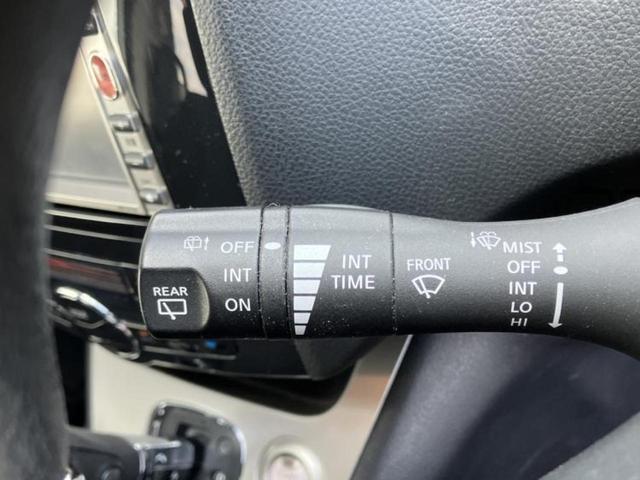 OFF
INT
ON
REAR
INT
TIME
FRONT
MIST
OFF
INT
LO
HI